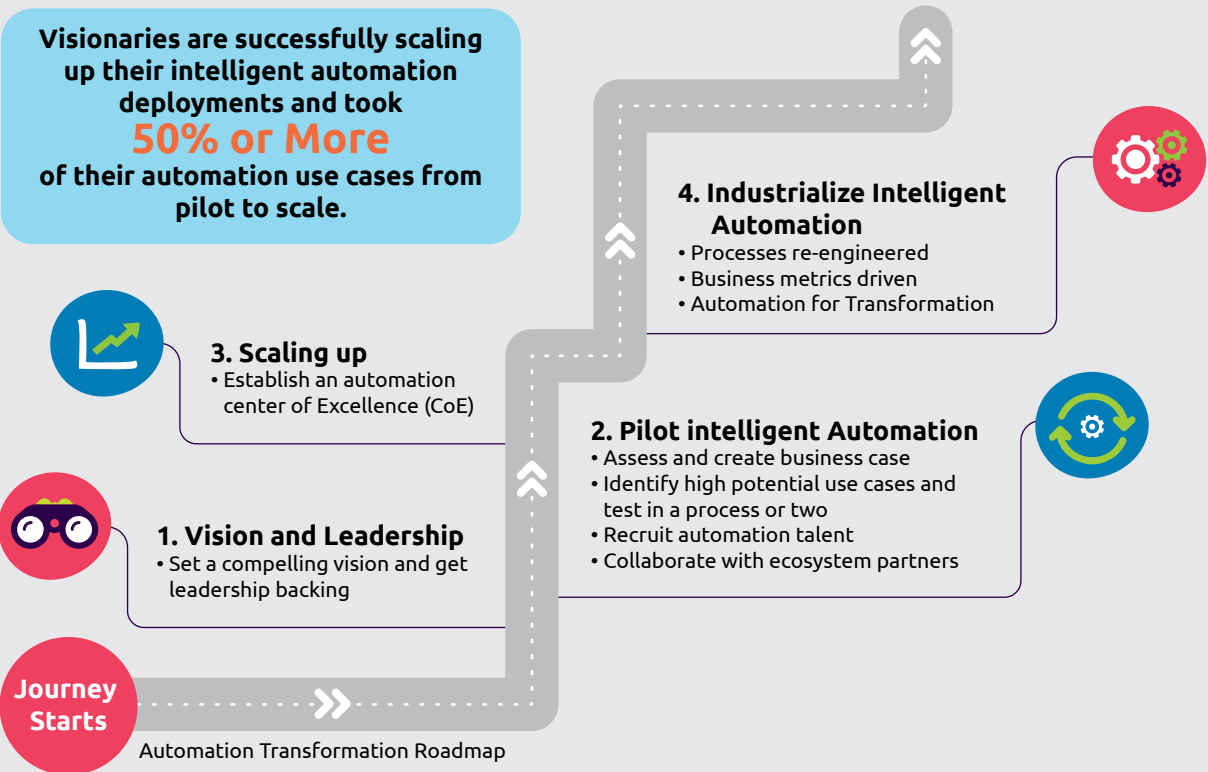 Visionaries are successfully scaling
up their intelligent automation
deployments and took
50% or More
of their automation use cases from
pilot to scale.
4. Industrialize Intelligent
Automation
• Processes re-engineered
• Business metrics driven
• Automation for Transformation
3. Scaling up
• Establish an automation
center of Excellence (CoE)
2. Pilot intelligent Automation
• Assess and create business case
• Identify high potential use cases and
test in a process or two
• Recruit automation talent
• Collaborate with ecosystem partners
1. Vision and Leadership
• Set a compelling vision and get
leadership backing
Journey
Starts
Automation Transformation Roadmap